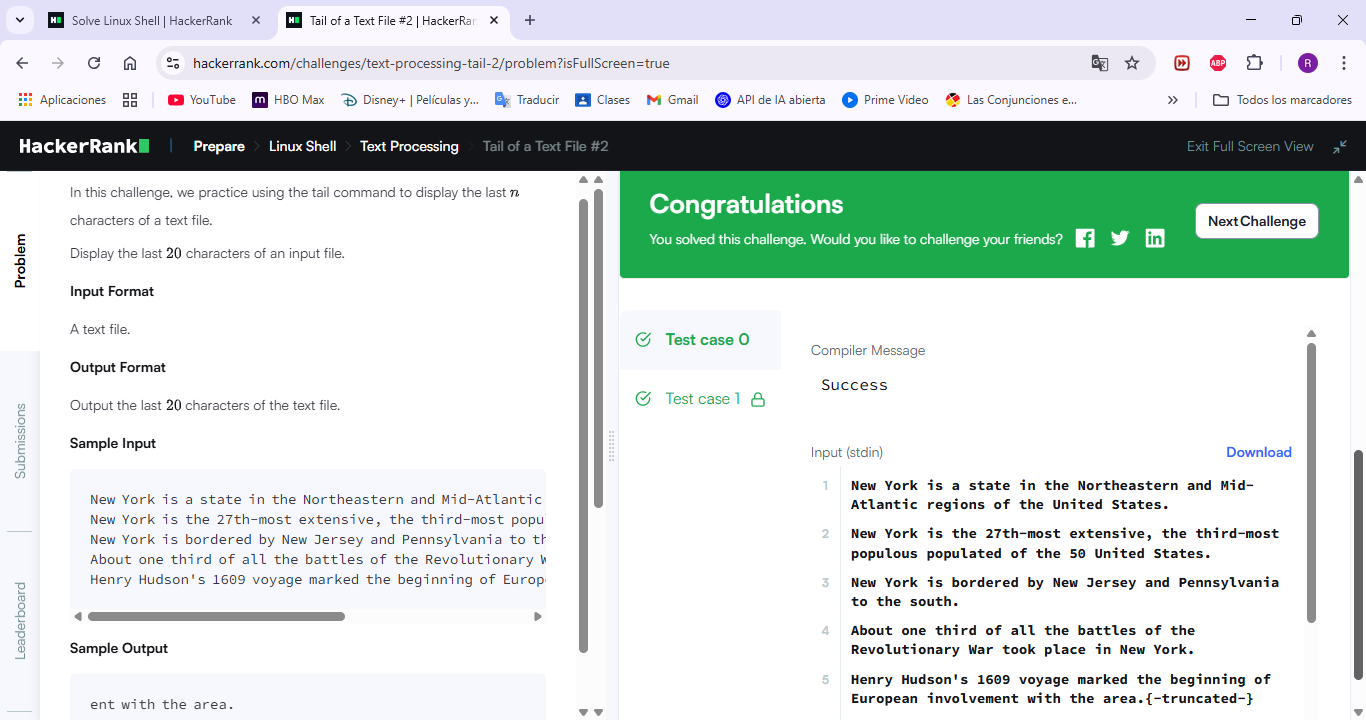 Solve Linux Shell | HackerRank
Tail of a Text File #2 | HackerRar
hackerrank.com/challenges/text-processing-tail-2/problem?isFullScreen=true
ABP
R
Aplicaciones
YouTube
HBO Max
Disney+ | Películas y...
Traducir
Clases
Gmail
API de IA abierta
Prime Video
Las Conjunciones e...
Todos los marcadores
HackerRank
Prepare
Linux Shell
Text Processing
Tail of a Text File #2
Exit Full Screen View
Problem
Submissions
Leaderboard
In this challenge, we practice using the tail command to display the last n
characters of a text file.
Display the last 20 characters of an input file.
Input Format
A text file.
Output Format
Output the last 20 characters of the text file.
Sample Input
New York is a state in the Northeastern and Mid-Atlantic
New York is the 27th-most extensive, the third-most popu
New York is bordered by New Jersey and Pennsylvania to th
About one third of all the battles of the Revolutionary W
Henry Hudson's 1609 voyage marked the beginning of Europe
Sample Output
ent with the area.
Congratulations
You solved this challenge. Would you like to challenge your friends?
Next Challenge
Test case 0
Test case 1
Compiler Message
Success
Input (stdin)
Download
1 New York is a state in the Northeastern and Mid-
Atlantic regions of the United States.
2 New York is the 27th-most extensive, the third-most
populous populated of the 50 United States.
3 New York is bordered by New Jersey and Pennsylvania
to the south.
4 About one third of all the battles of the
Revolutionary War took place in New York.
5 Henry Hudson's 1609 voyage marked the beginning of
European involvement with the area.{-truncated-}